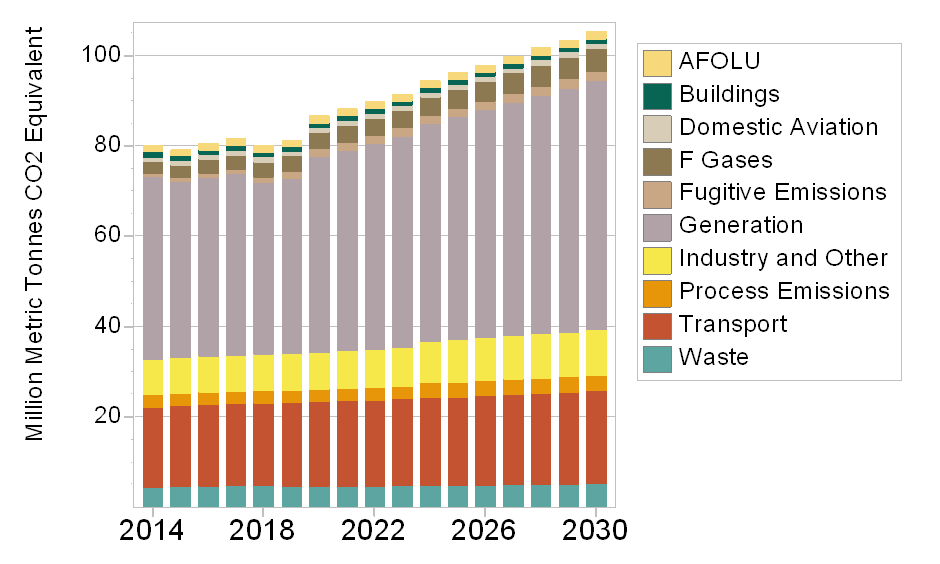 Million Metric Tonnes CO2 Equivalent
100
80
60
40
20
2014
2018
2022
2026
2030
AFOLU
Buildings
Domestic Aviation
F Gases
Fugitive Emissions
Generation
Industry and Other
Process Emissions
Transport
Waste